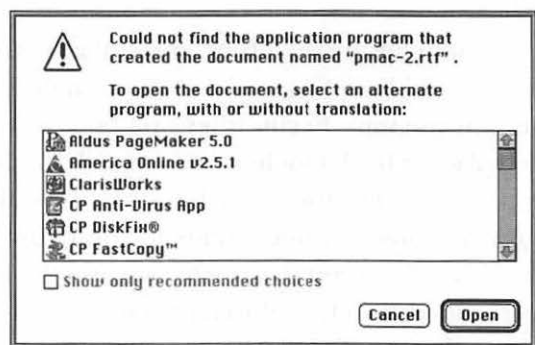 Could not find the application program that
created the document named “pmac-2.rtf” .
To open the document, select an alternate
program, with or without translation:
Aldus PageMaker 5.0
America Online v2.5.1
ClarisWorks
CP Anti-Virus App
CP DiskFix®
CP FastCopy™
Show only recommended choices
Cancel Open